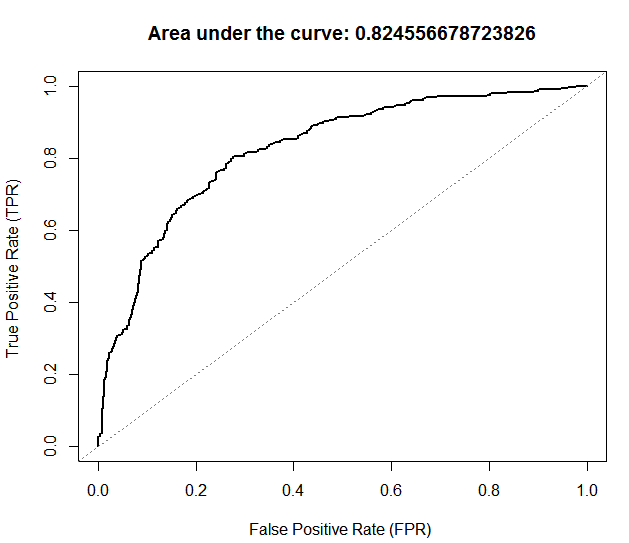 Area under the curve: 0.824556678723826
True Positive Rate (TPR)
1.0
0.8
0.6
0.4
0.2
0.0
0.0 0.2 0.4 0.6 0.8 1.0
False Positive Rate (FPR)